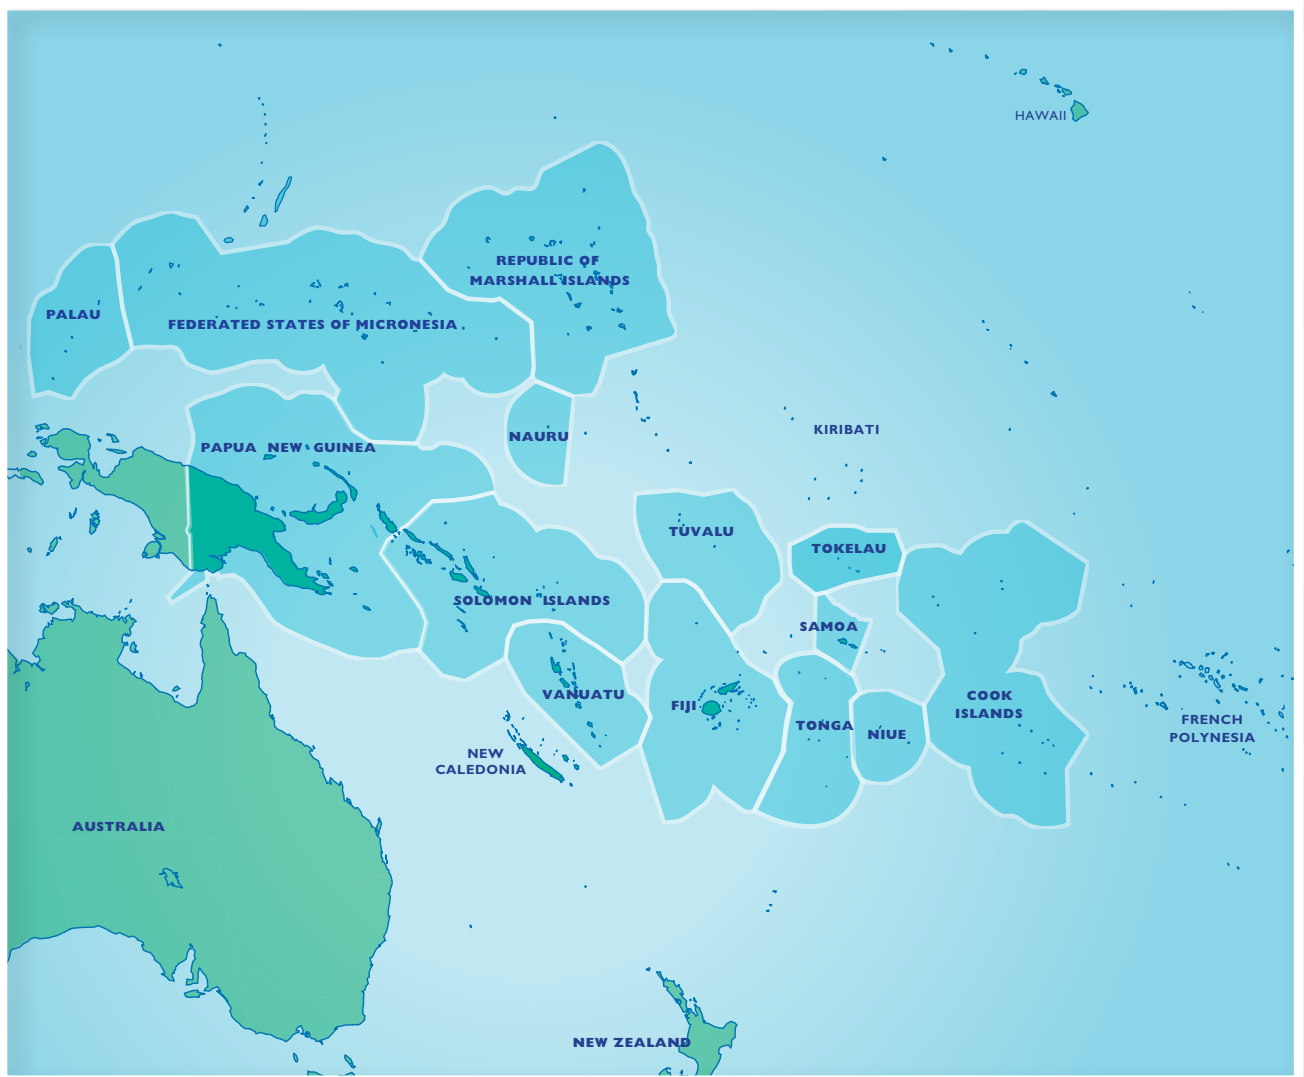 HAWAII
REPUBLIC OF
MARSHALL ISLANDS
PALAU
FEDERATED STATES OF MICRONESIA
NAURU
KIRIBATI
PAPUA NEW GUINEA
TUVALU
TOKELAU
SOLOMON ISLANDS
SAMOA
VANUATU
FIJI
TONGA
NIUE
COOK
ISLANDS
FRENCH
POLYNESIA
NEW
CALEDONIA
AUSTRALIA
NEW ZEALAND